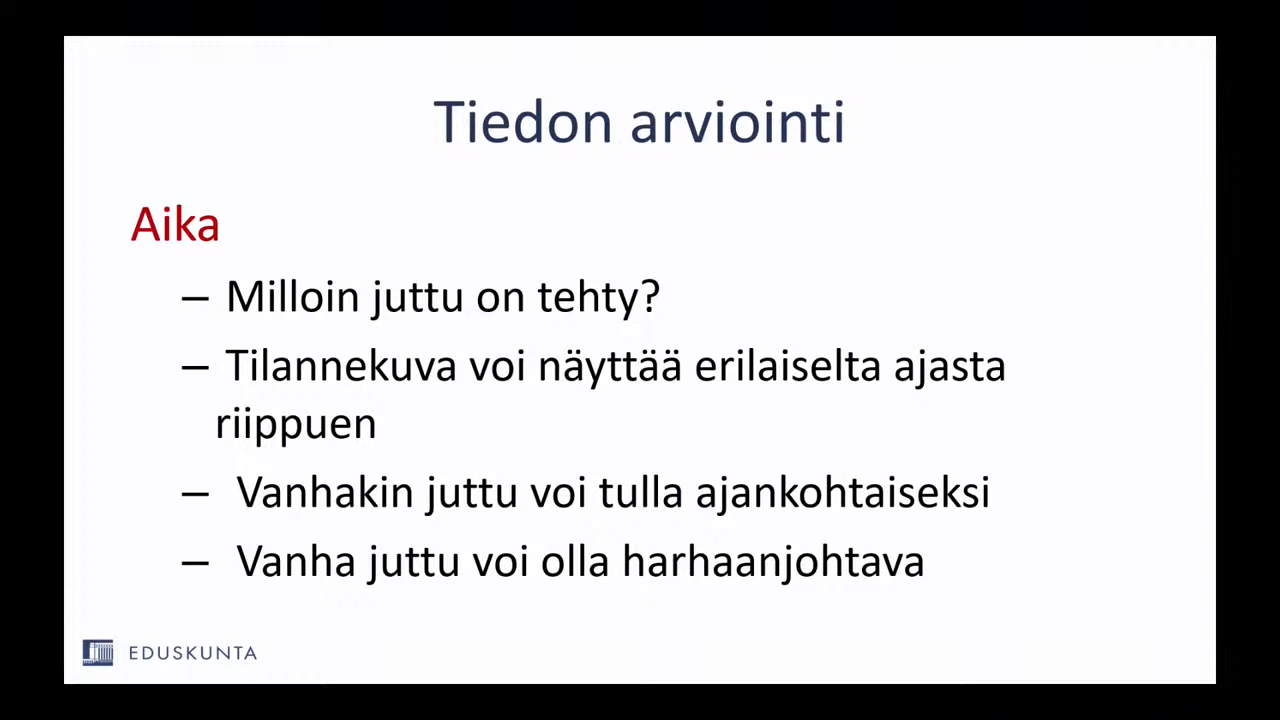 Tiedon arviointi
Aika
– Milloin juttu on tehty?
– Tilannekuva voi näyttää erilaiselta ajasta
riippuen
– Vanhakin juttu voi tulla ajankohtaiseksi
– Vanha juttu voi olla harhaanjohtava
EDUSKUNTA